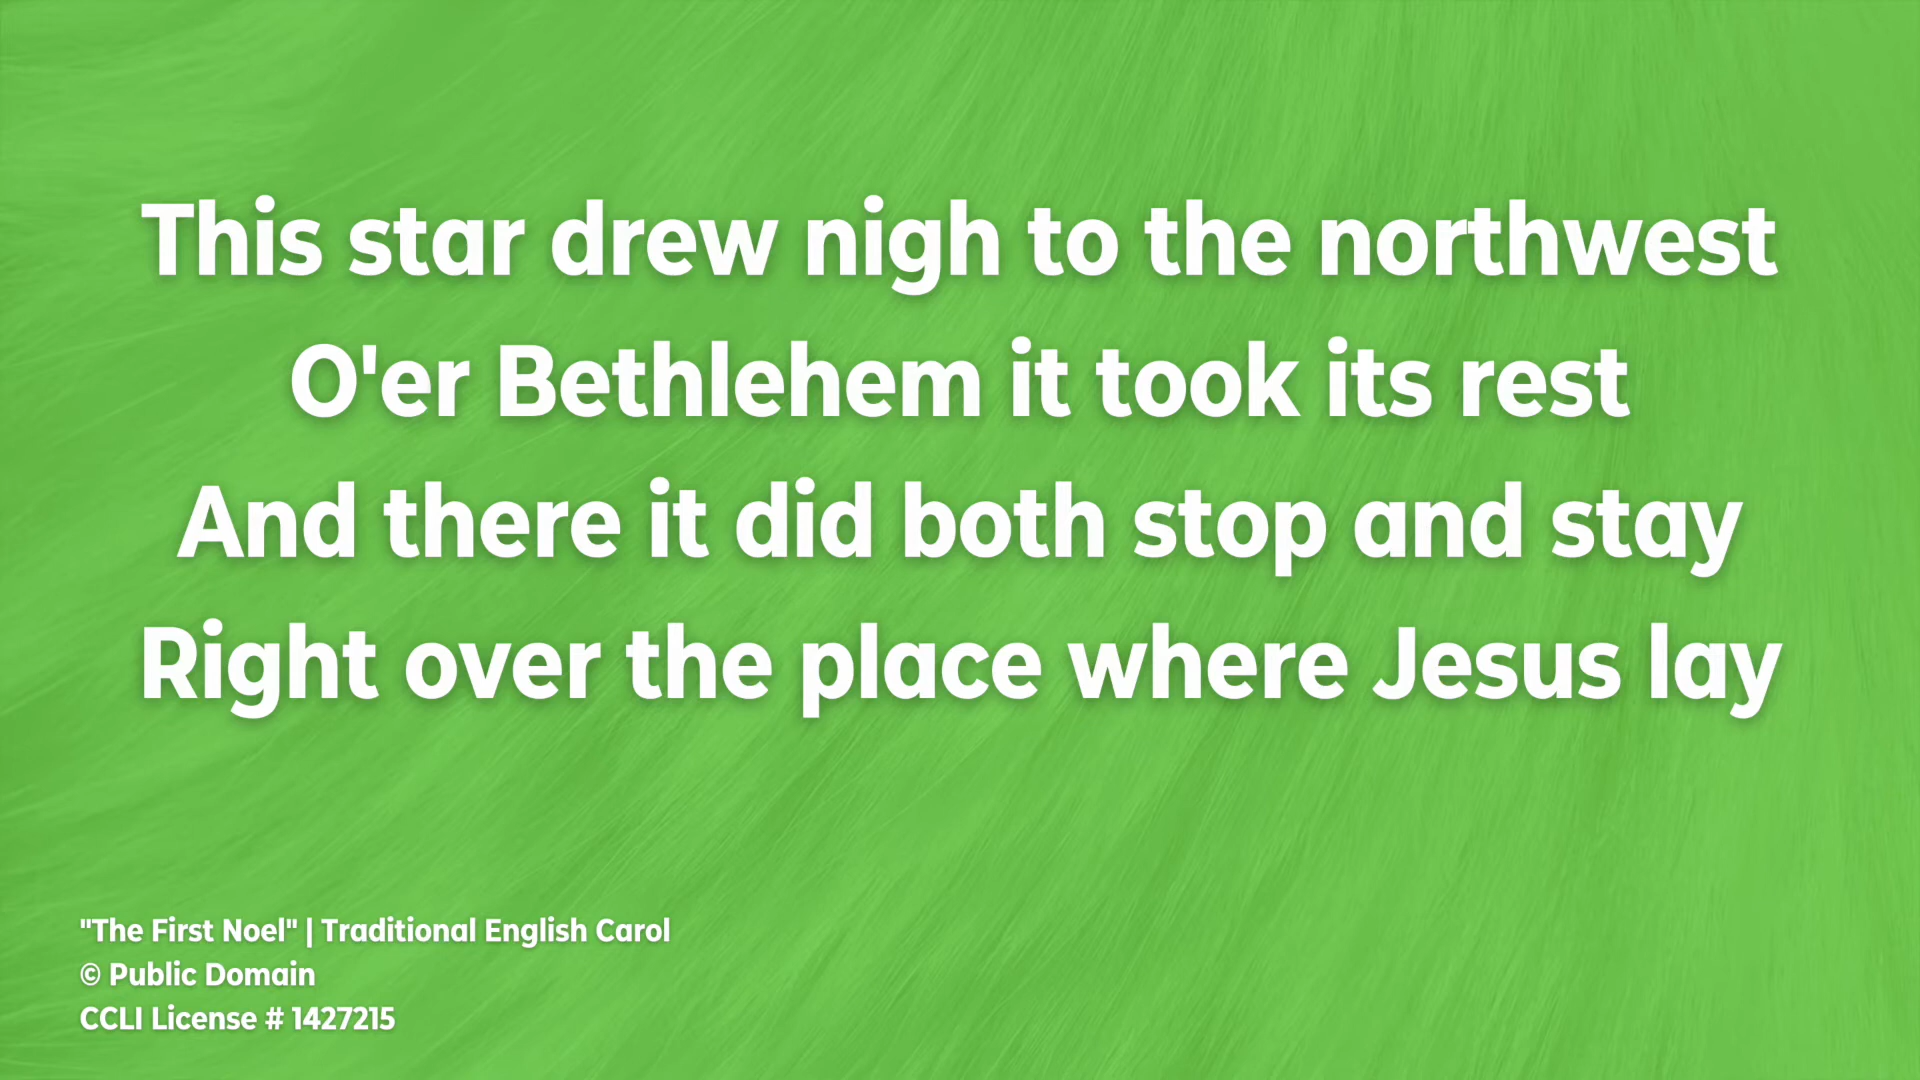 This star drew nigh to the northwest
O'er Bethlehem it took its rest
And there it did both stop and stay
Right over the place where Jesus lay
"The First Noel" | Traditional English Carol
© Public Domain
CCLI License # 1427215